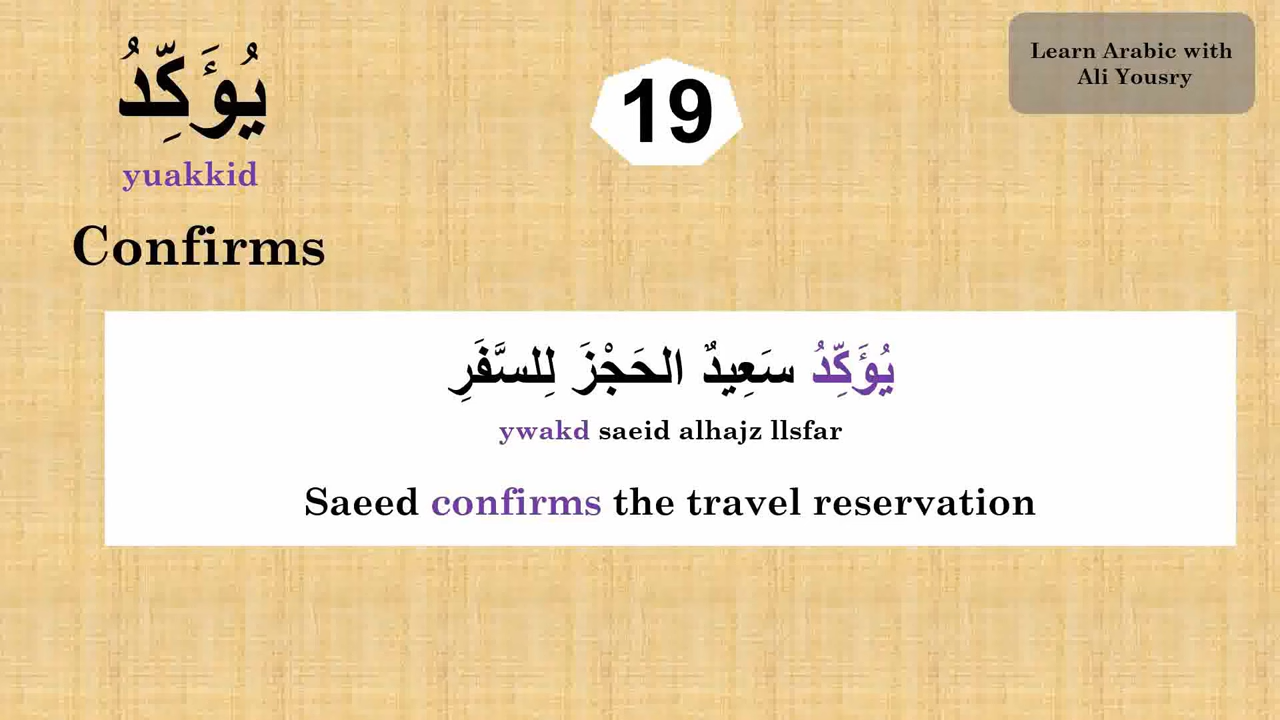 يُؤَكِّدُ
yuakkid
Confirms
19
Learn Arabic with
Ali Yousry
يُؤَكِّدُ سَعِيدٌ الحَجْزَ لِلسَّفَرِ
ywakd saeid alhajz llsfar
Saeed confirms the travel reservation